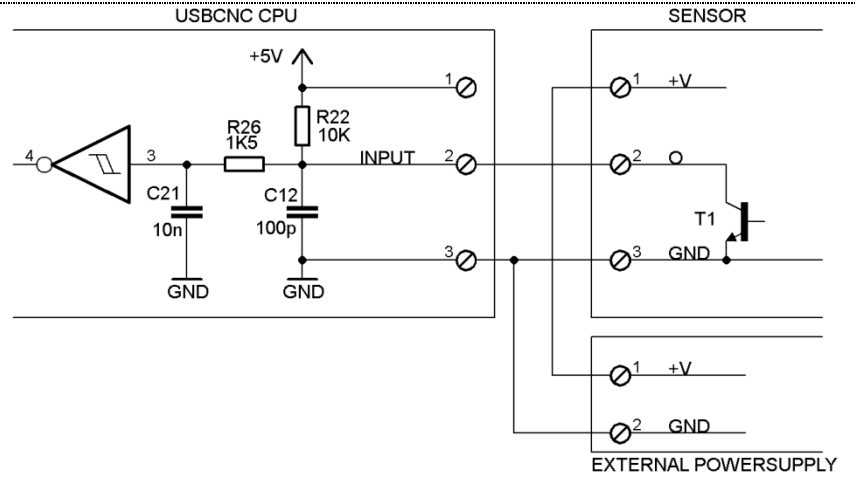 USBCNC CPU
SENSOR
+5V
1
1
+V
R22
10K
R26
1K5
4
3
INPUT
2
2
O
C21
10n
C12
100p
T1
3
3
GND
GND
GND
1
+V
2
GND
EXTERNAL POWERSUPPLY